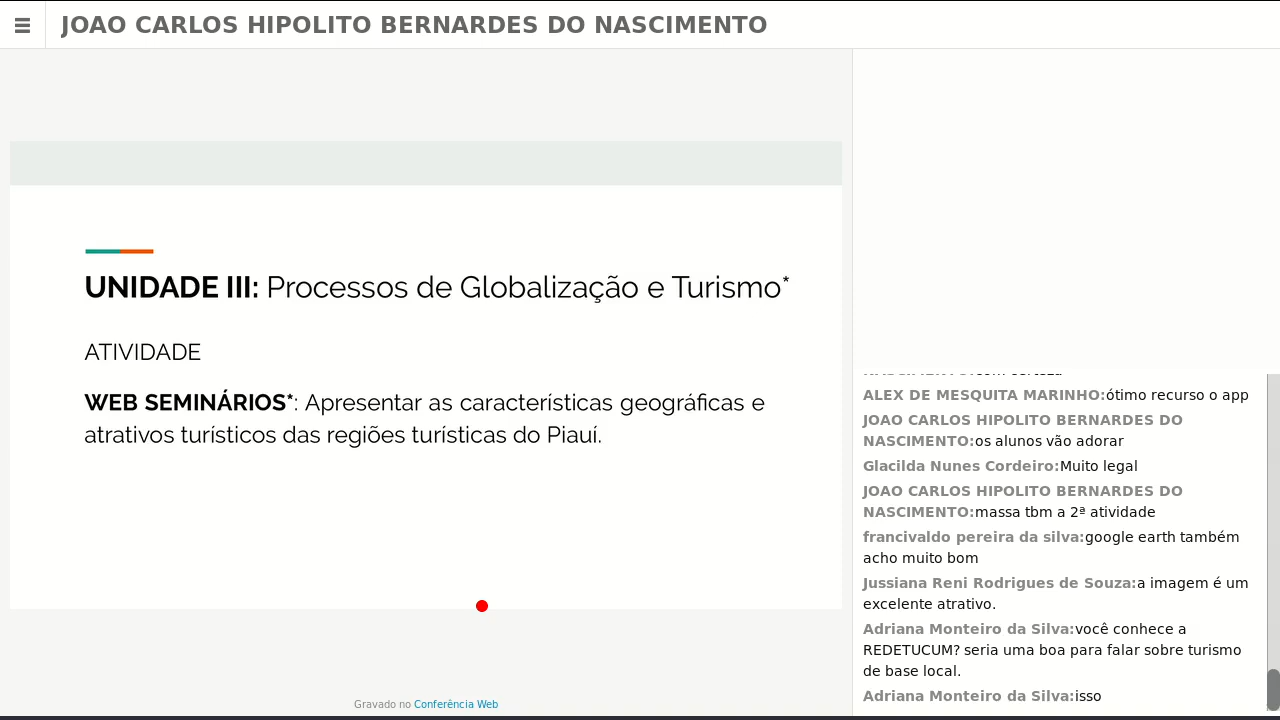 JOAO CARLOS HIPOLITO BERNARDES DO NASCIMENTO
UNIDADE III: Processos de Globalização e Turismo*
ATIVIDADE
WEB SEMINÁRIOS*: Apresentar as características geográficas e
atrativos turísticos das regiões turísticas do Piauí.
Gravado no Conferência Web
ALEX DE MESQUITA MARINHO:ótimo recurso o app
JOAO CARLOS HIPOLITO BERNARDES DO
NASCIMENTO:os alunos vão adorar
Glacilda Nunes Cordeiro:Muito legal
JOAO CARLOS HIPOLITO BERNARDES DO
NASCIMENTO:massa tbm a 2ª atividade
francivaldo pereira da silva:google earth também
acho muito bom
Jussiana Reni Rodrigues de Souza:a imagem é um
excelente atrativo.
Adriana Monteiro da Silva:você conhece a
REDETUCUM? seria uma boa para falar sobre turismo
de base local.
Adriana Monteiro da Silva:isso